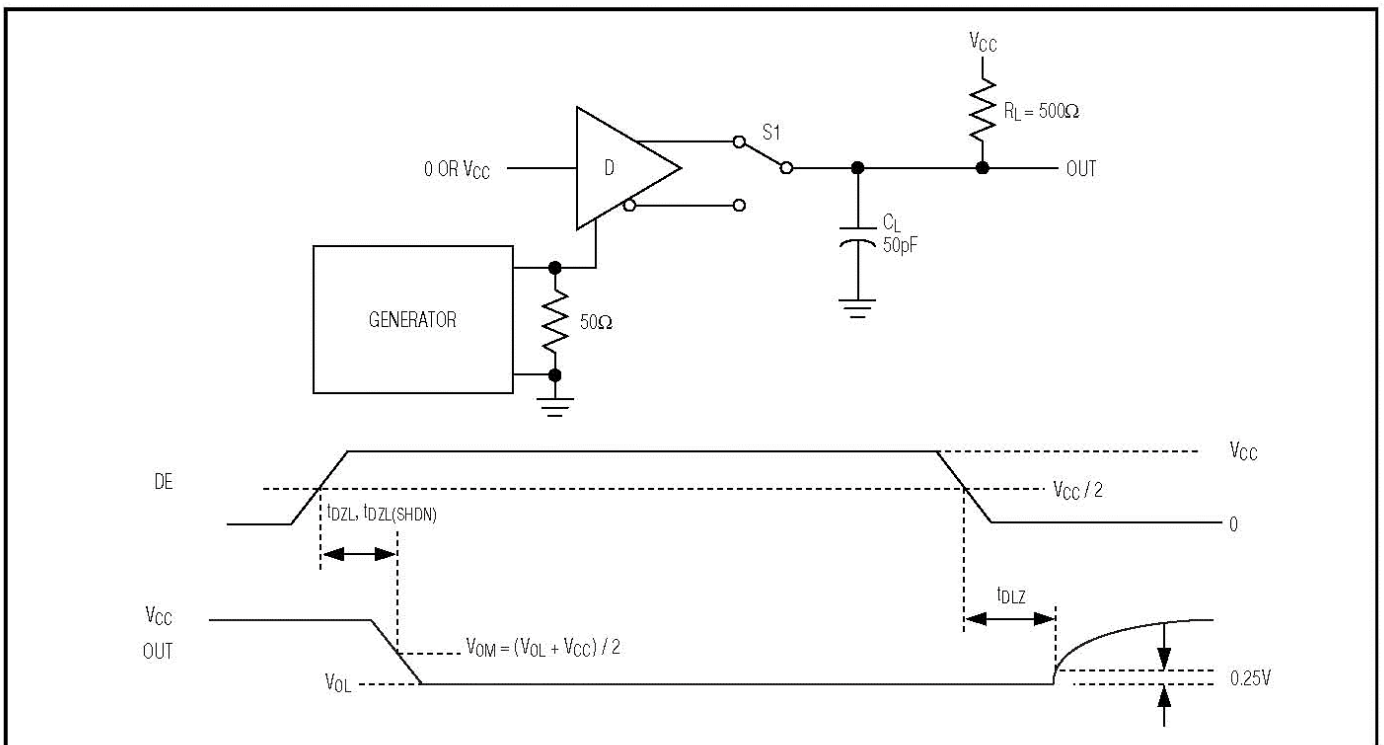 VCC
RL = 500Ω
S1
0 OR VCC
D
OUT
CL
50pF
GENERATOR
50Ω
VCC
DE
VCC / 2
tDZL, tDZL(SHDN)
0
tDLZ
VCC
OUT
VOM = (VOL + VCC) / 2
VOL
0.25V